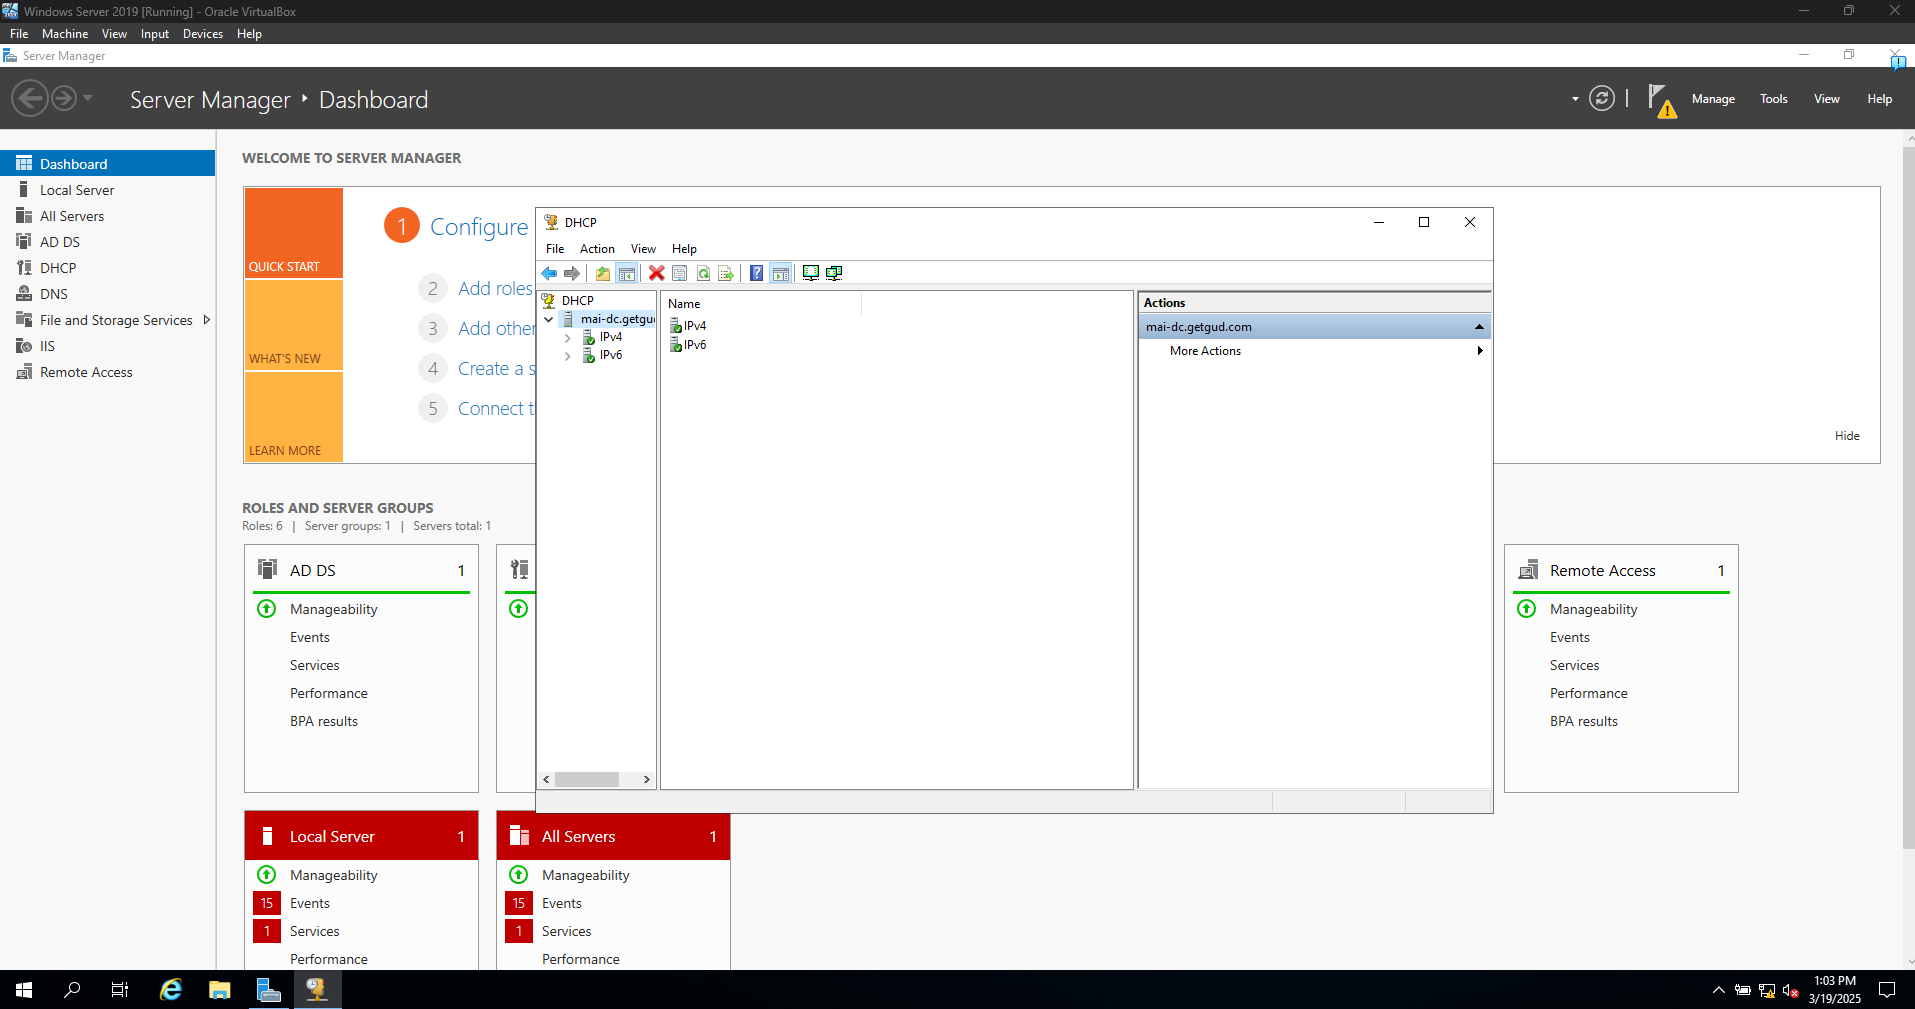 Windows Server 2019 [Running] - Oracle VirtualBox
File Machine View Input Devices Help
Server Manager
Server Manager ‣ Dashboard
Manage Tools View Help
Dashboard
Local Server
All Servers
AD DS
DHCP
DNS
File and Storage Services
IIS
Remote Access
WELCOME TO SERVER MANAGER
QUICK START
WHAT'S NEW
LEARN MORE
1 Configure
2 Add roles
3 Add other
4 Create a s
5 Connect t
Hide
DHCP
File Action View Help
DHCP
mai-dc.getgu
IPv4
IPv6
Name
IPv4
IPv6
Actions
mai-dc.getgud.com
More Actions
ROLES AND SERVER GROUPS
Roles: 6 | Server groups: 1 | Servers total: 1
AD DS 1
Manageability
Events
Services
Performance
BPA results
Remote Access 1
Manageability
Events
Services
Performance
BPA results
Local Server 1
Manageability
15 Events
1 Services
Performance
All Servers 1
Manageability
15 Events
1 Services
Performance
1:03 PM
3/19/2025